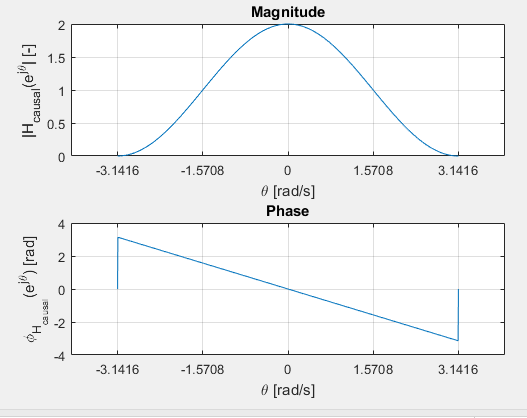 Magnitude
|H_causal(e^jθ)| [-]
2
1.5
1
0.5
0
-3.1416 -1.5708 0 1.5708 3.1416
θ [rad/s]
Phase
ϕ_H_causal(e^jθ) [rad]
4
2
0
-2
-4
-3.1416 -1.5708 0 1.5708 3.1416
θ [rad/s]